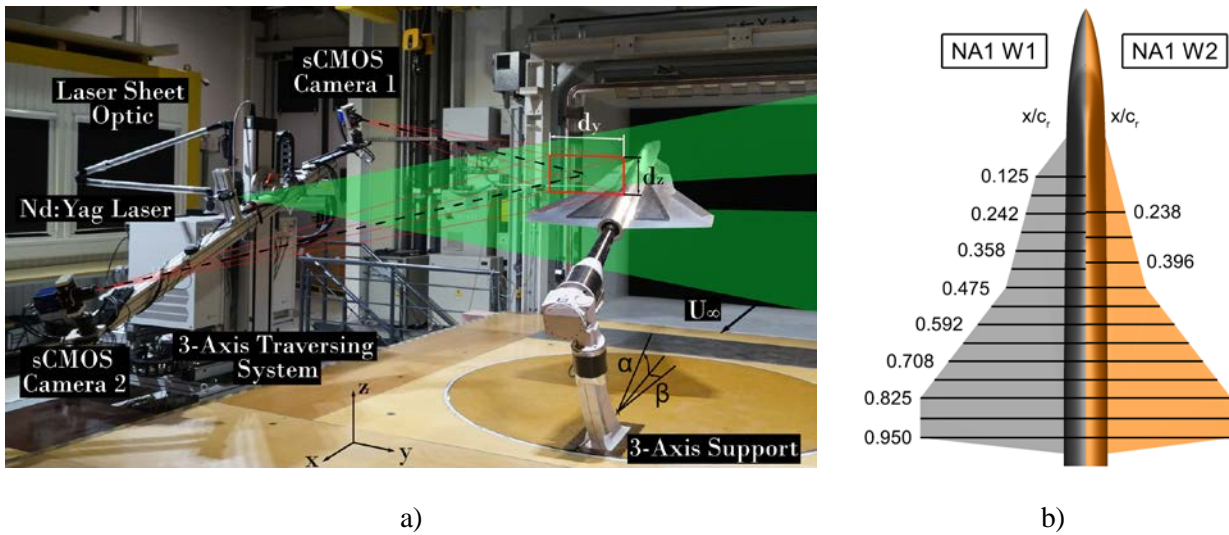 sCMOS
Camera 1
Laser Sheet
Optic
Nd:Yag Laser
dy
dz
U∞
α
β
sCMOS
Camera 2
3-Axis Traversing
System
z
x
y
3-Axis Support
a)
NA1 W1
NA1 W2
x/cr
x/cr
0.125
0.242
0.238
0.358
0.396
0.475
0.592
0.708
0.825
0.950
b)